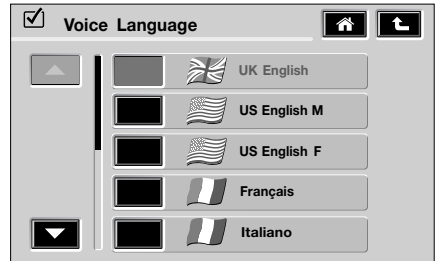 Voice Language
UK English
US English M
US English F
Français
Italiano